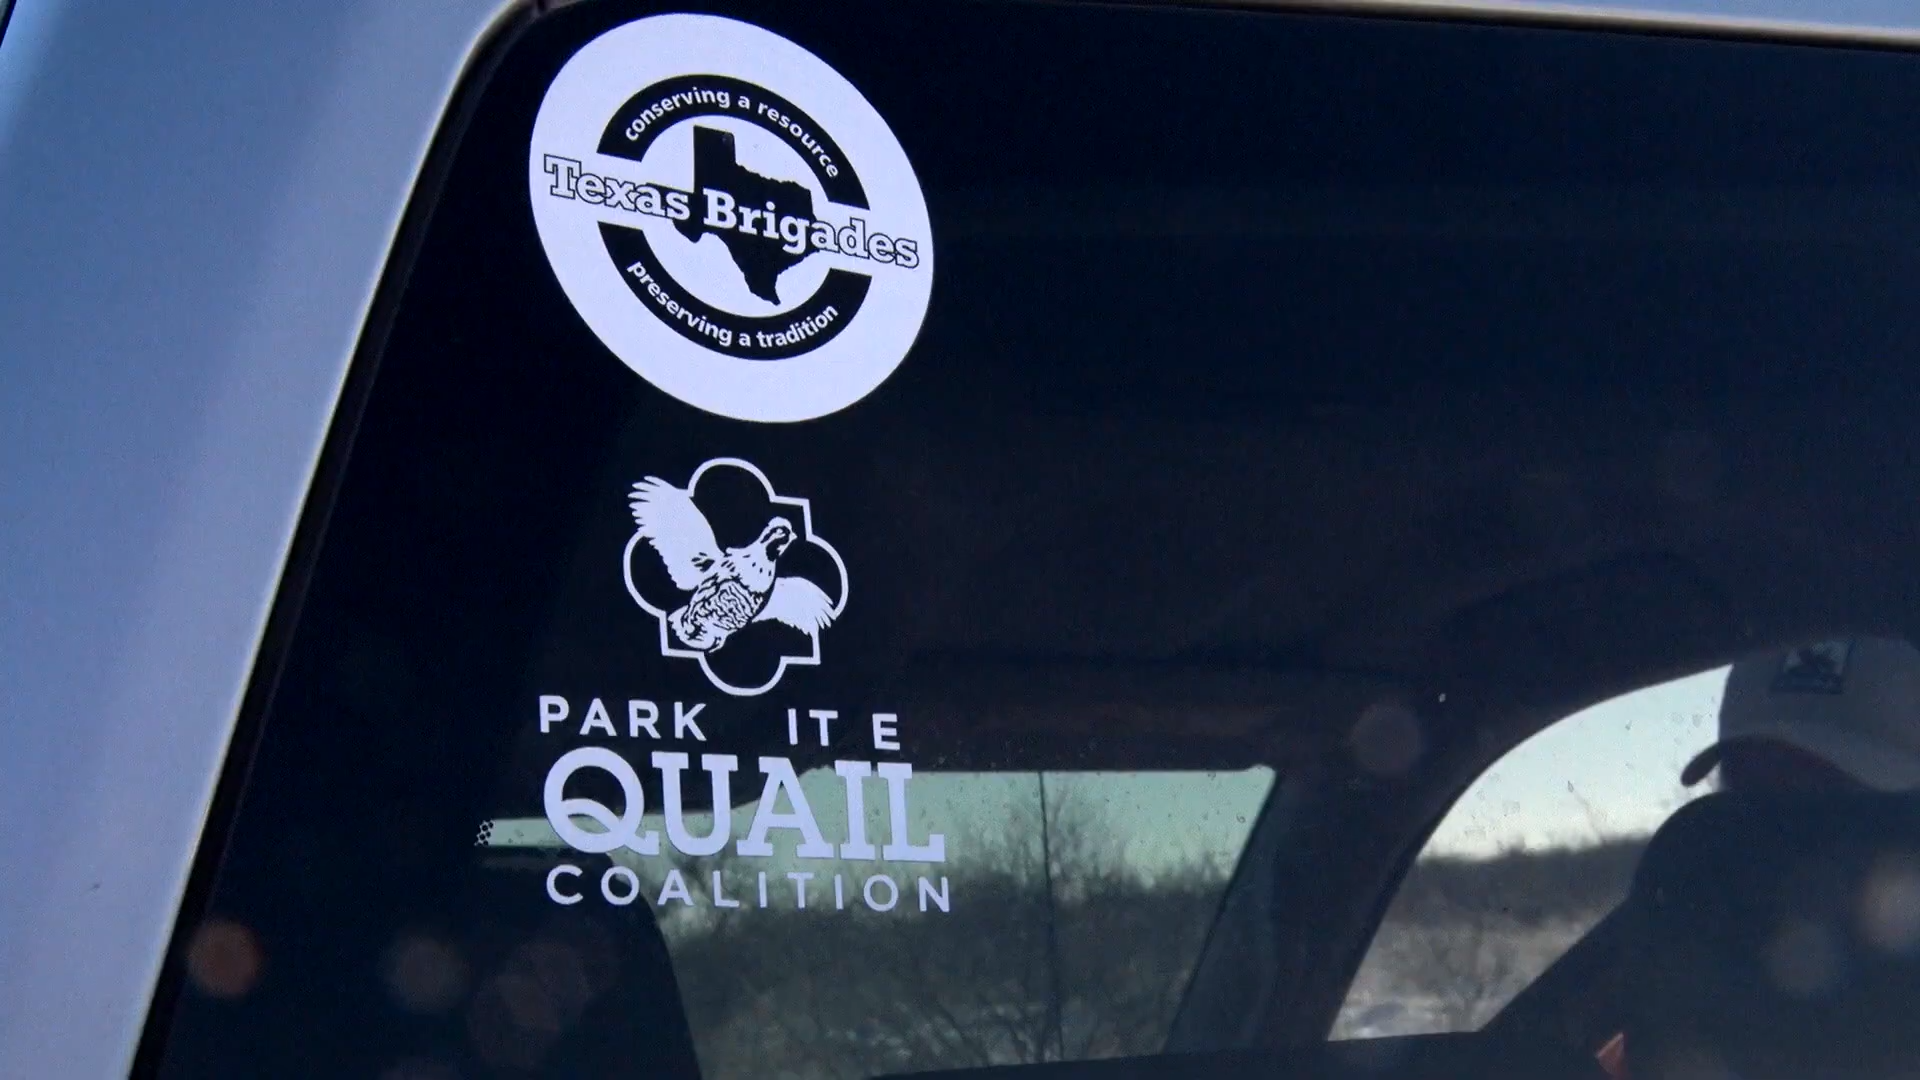 conserving a resource
Texas Brigades
preserving a tradition
PARK IT E
QUAIL
COALITION